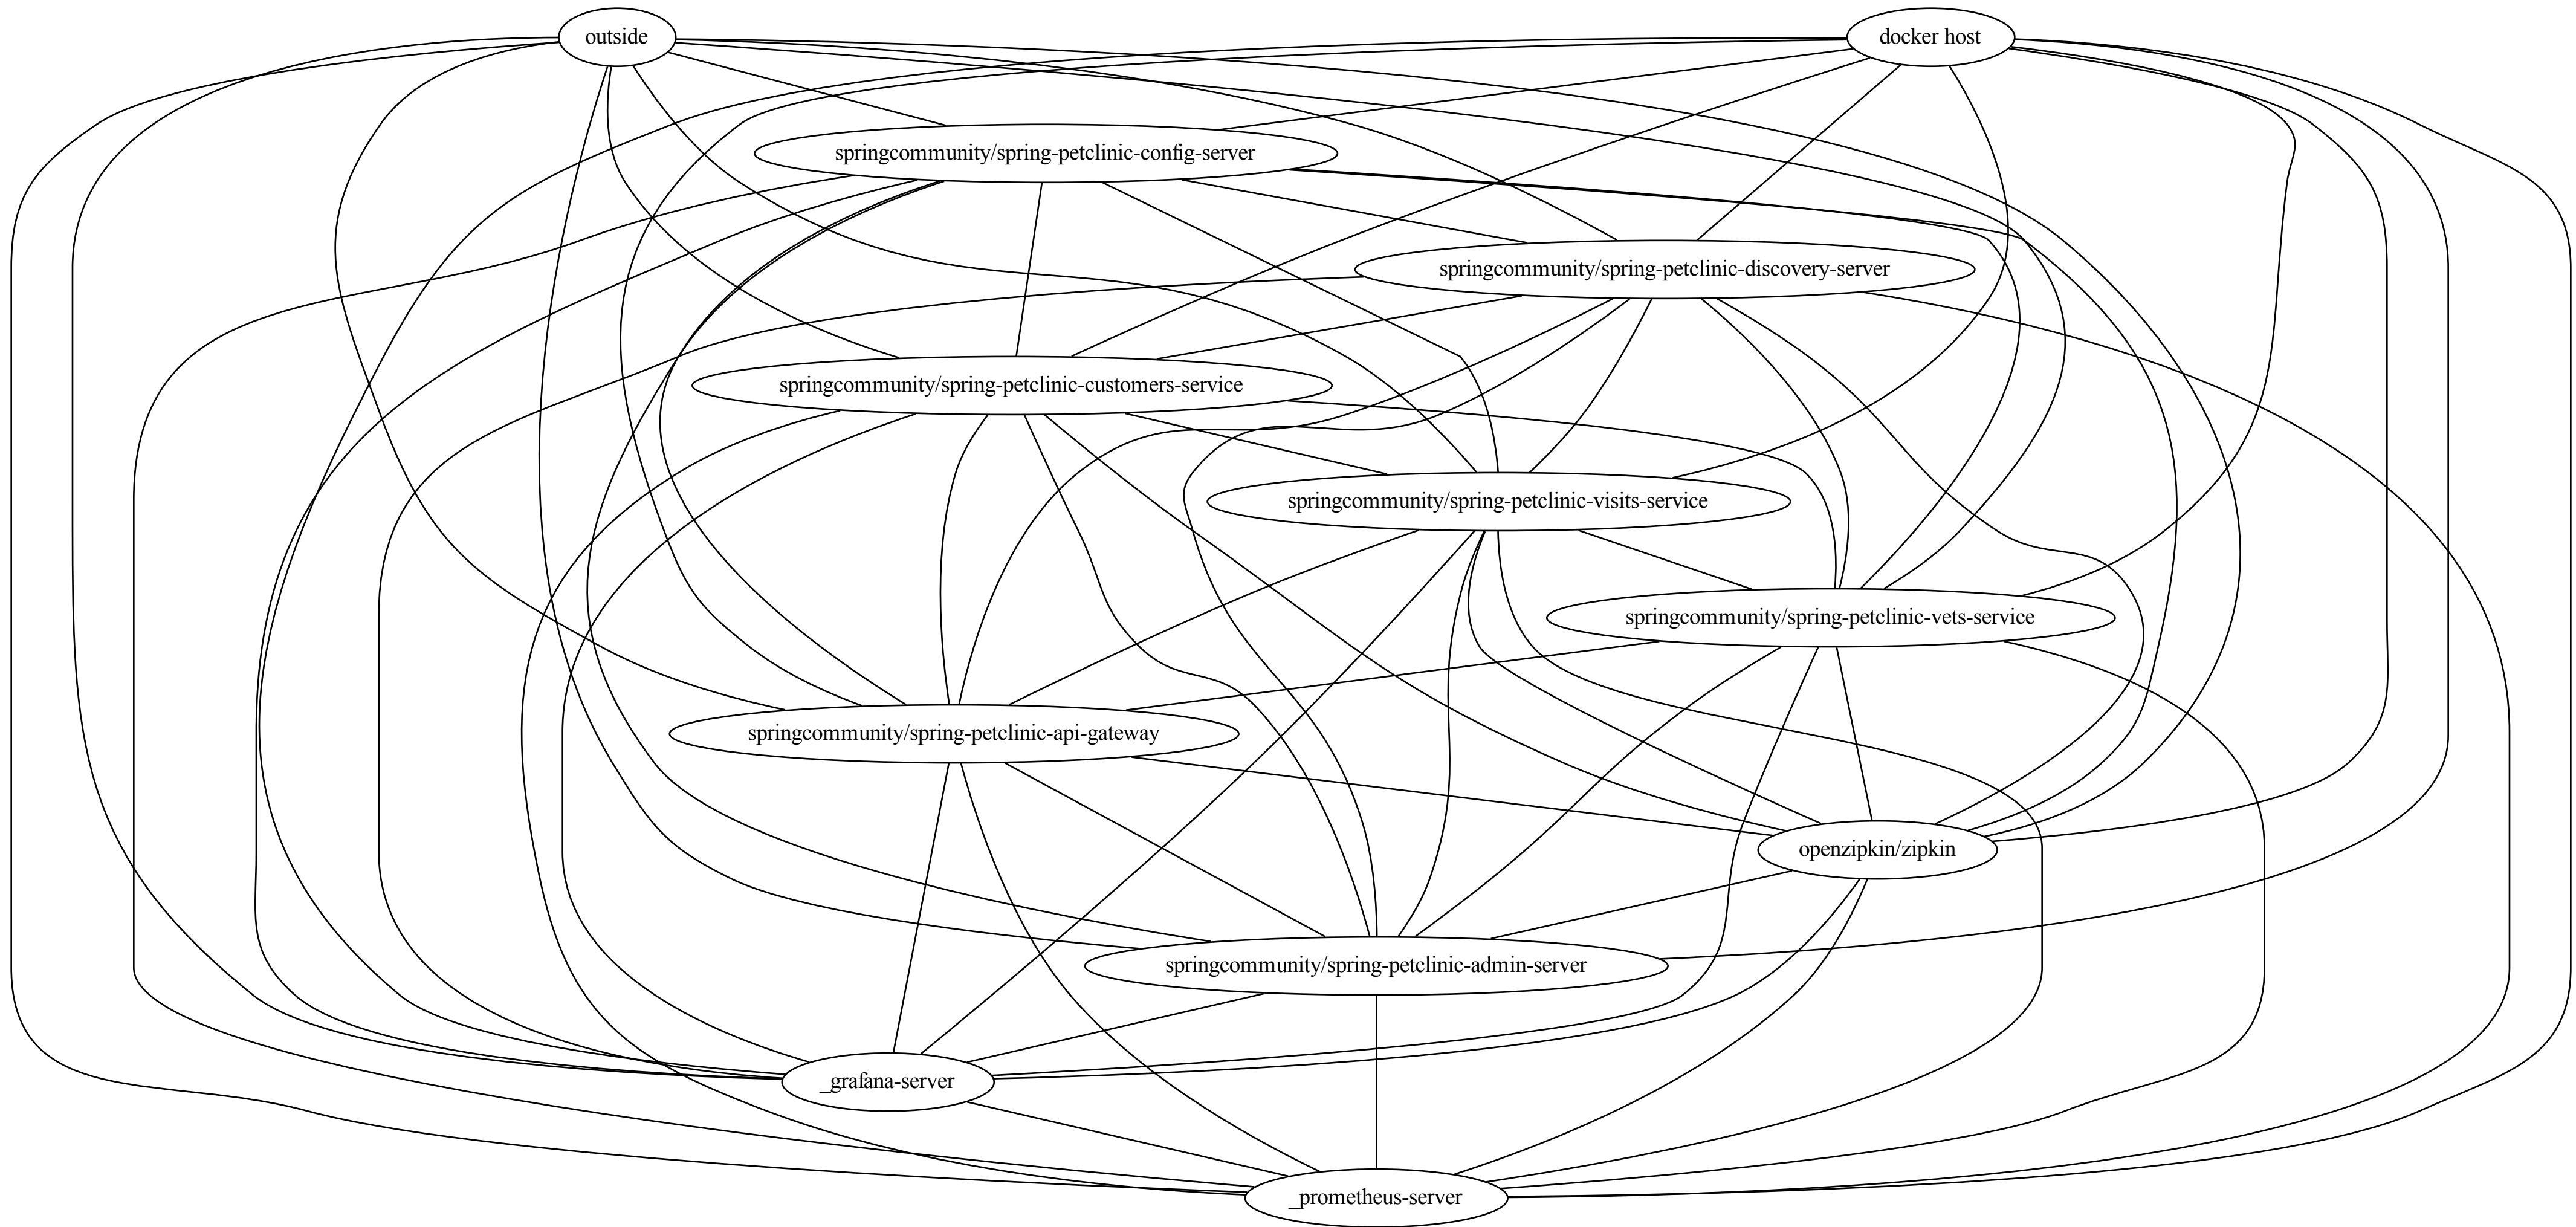 outside
docker host
springcommunity/spring-petclinic-config-server
springcommunity/spring-petclinic-discovery-server
springcommunity/spring-petclinic-customers-service
springcommunity/spring-petclinic-visits-service
springcommunity/spring-petclinic-vets-service
springcommunity/spring-petclinic-api-gateway
openzipkin/zipkin
springcommunity/spring-petclinic-admin-server
_grafana-server
_prometheus-server